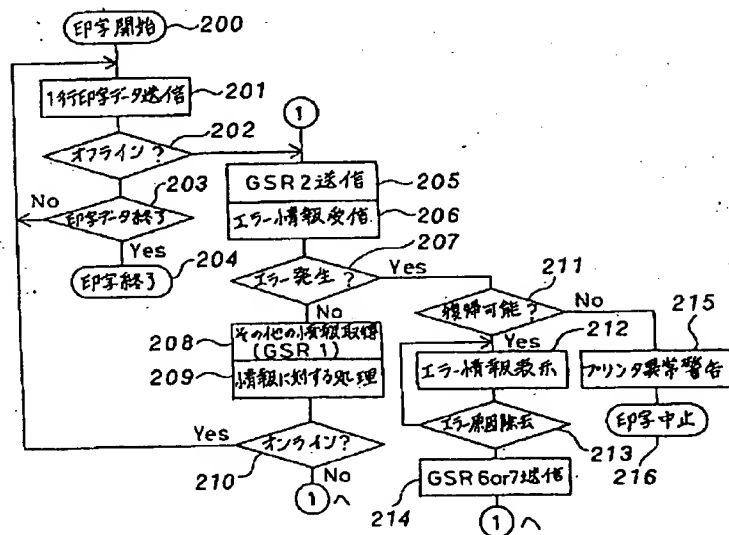 印字開始 200
1行印字データ送信 201
オフライン? 202
印字データ終了 203
No
Yes
印字終了 204
1
GSR2送信 205
エラー情報受信 206
エラー発生? 207
Yes
No
208 その他の情報取得
(GSR1)
209 情報に対する処理
Yes
オンライン?
210
No
1へ
復帰可能? 211
No
Yes
エラー情報表示 212
エラー原因除去 213
214 GSR6or7送信
1へ
プリンタ異常警告 215
印字中止
216